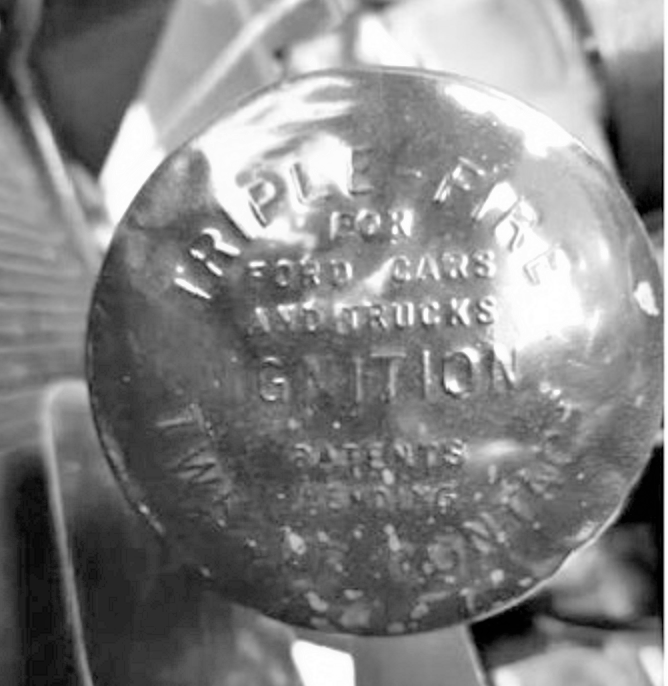 TRIPLE-FIRE
FOR
FORD CARS
AND TRUCKS
IGNITION
PATENTS
PENDING